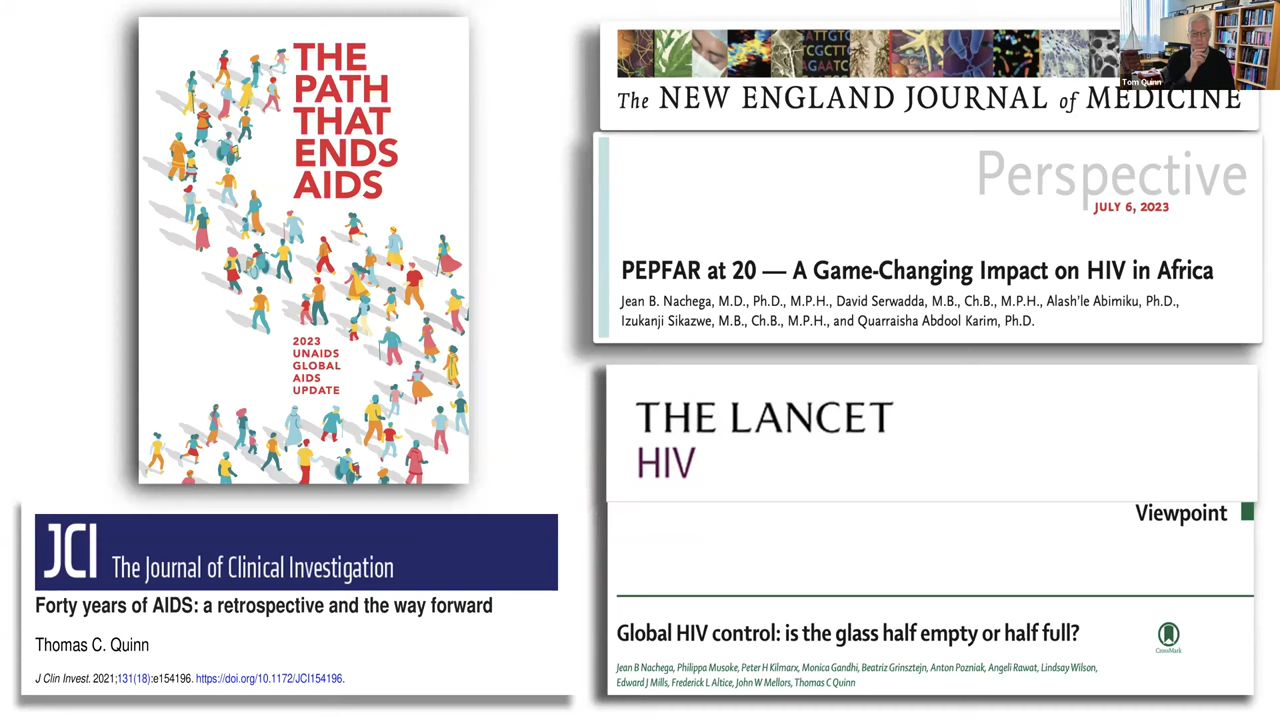 THE
PATH
THAT
ENDS
AIDS
2023
UNAIDS
GLOBAL
AIDS
UPDATE
JCI The Journal of Clinical Investigation
Forty years of AIDS: a retrospective and the way forward
Thomas C. Quinn
J Clin Invest. 2021;131(18):e154196. https://doi.org/10.1172/JCI154196.
ATTGTC
TCGCTTC
AGAATC
Tom Quinn
The NEW ENGLAND JOURNAL of MEDICINE
Perspective
JULY 6, 2023
PEPFAR at 20 — A Game-Changing Impact on HIV in Africa
Jean B. Nachega, M.D., Ph.D., M.P.H., David Serwadda, M.B., Ch.B., M.P.H., Alash'le Abimiku, Ph.D.,
Izukanji Sikazwe, M.B., Ch.B., M.P.H., and Quarraisha Abdool Karim, Ph.D.
THE LANCET
HIV
Viewpoint
Global HIV control: is the glass half empty or half full?
CrossMark
Jean B Nachega, Philippa Musoke, Peter H Kilmarx, Monica Gandhi, Beatriz Grinsztejn, Anton Pozniak, Angeli Rawat, Lindsay Wilson,
Edward J Mills, Frederick L Altice, John W Mellors, Thomas C Quinn